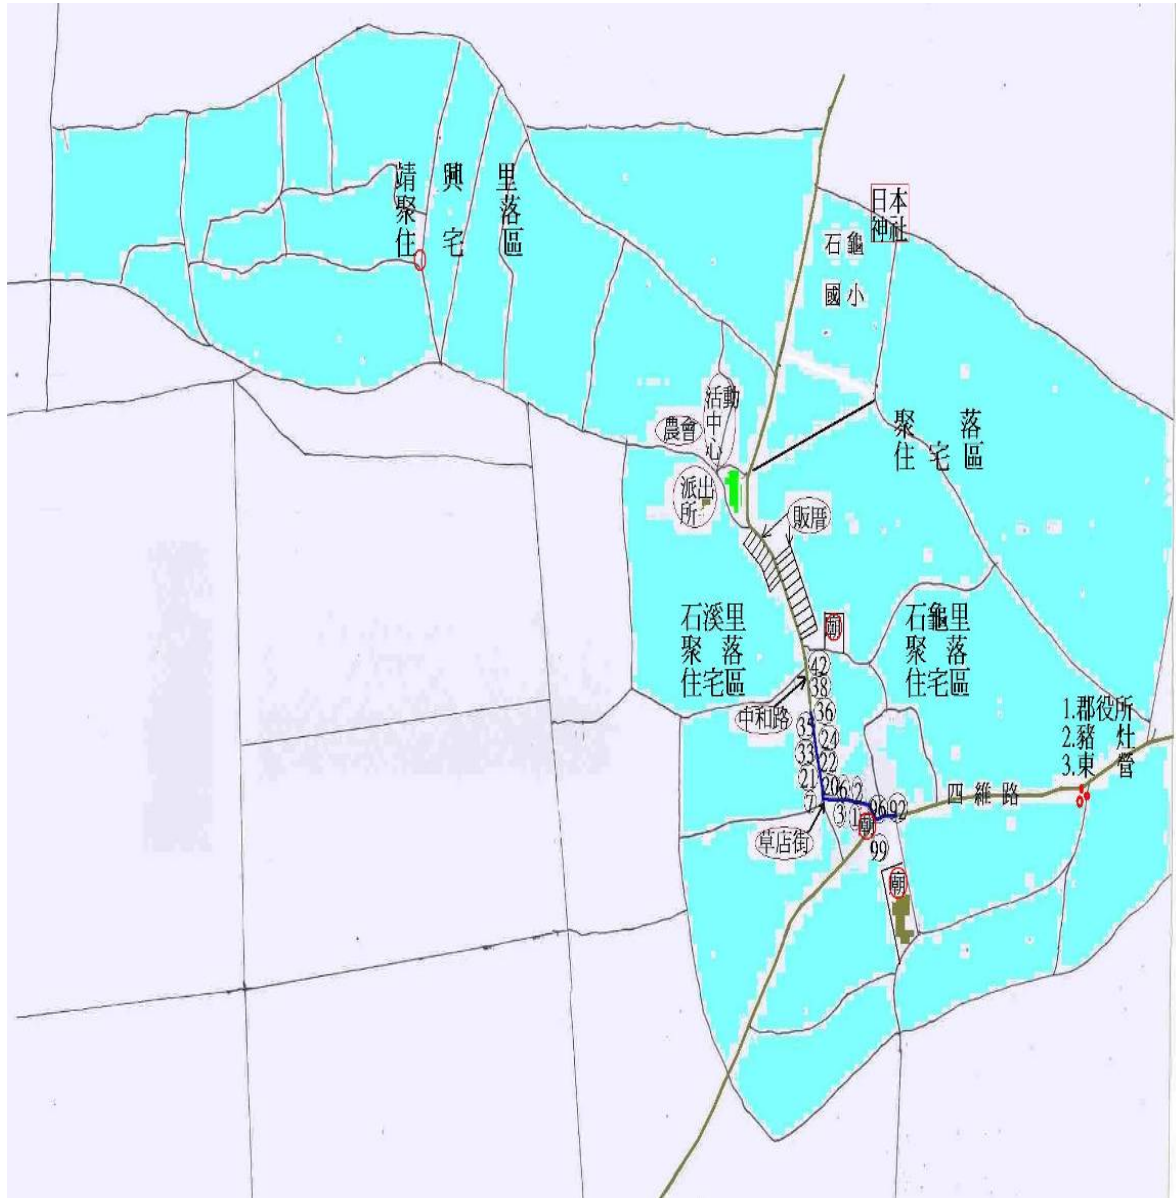 靖興里
聚落
住宅區
日本
神社
石龜
國小
活動
中心
農會
派出
所
聚落
住宅區
販厝
石溪里
聚落
住宅區
廟
石龜里
聚落
住宅區
42
38
中和路
36
35
24
33
22
21
20
7
6
2
3
1
96
92
廟
99
草店街
廟
四維路
1.郡役所
2.豬灶
3.東營